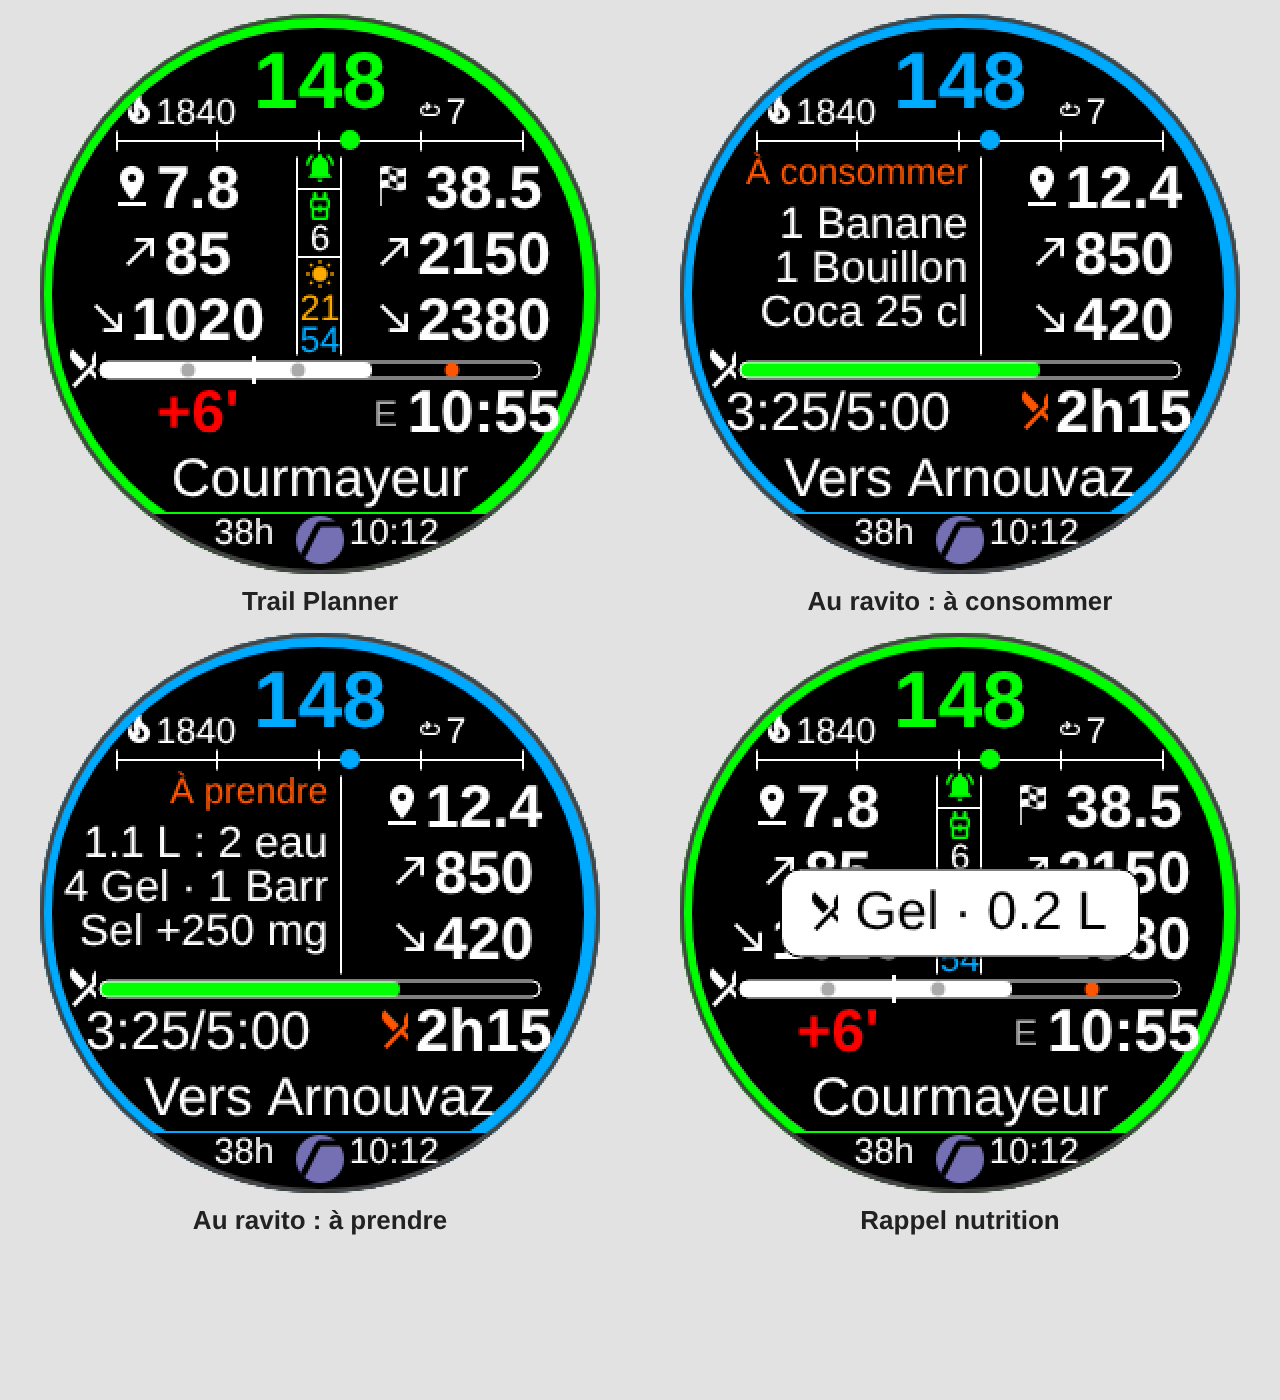 148
1840
7
7.8
38.5
85
6
2150
1020
21
2380
54
+6'
E 10:55
Courmayeur
38h 10:12
Trail Planner
148
1840
7
À consommer
12.4
1 Banane
1 Bouillon
850
Coca 25 cl
420
3:25/5:00
2h15
Vers Arnouvaz
38h 10:12
Au ravito : à consommer
148
1840
7
À prendre
12.4
1.1 L : 2 eau
4 Gel · 1 Barr
850
Sel +250 mg
420
3:25/5:00
2h15
Vers Arnouvaz
38h 10:12
Au ravito : à prendre
148
1840
7
7.8
38.5
85
6
2150
Gel · 0.2 L
54
+6'
E 10:55
Courmayeur
38h 10:12
Rappel nutrition